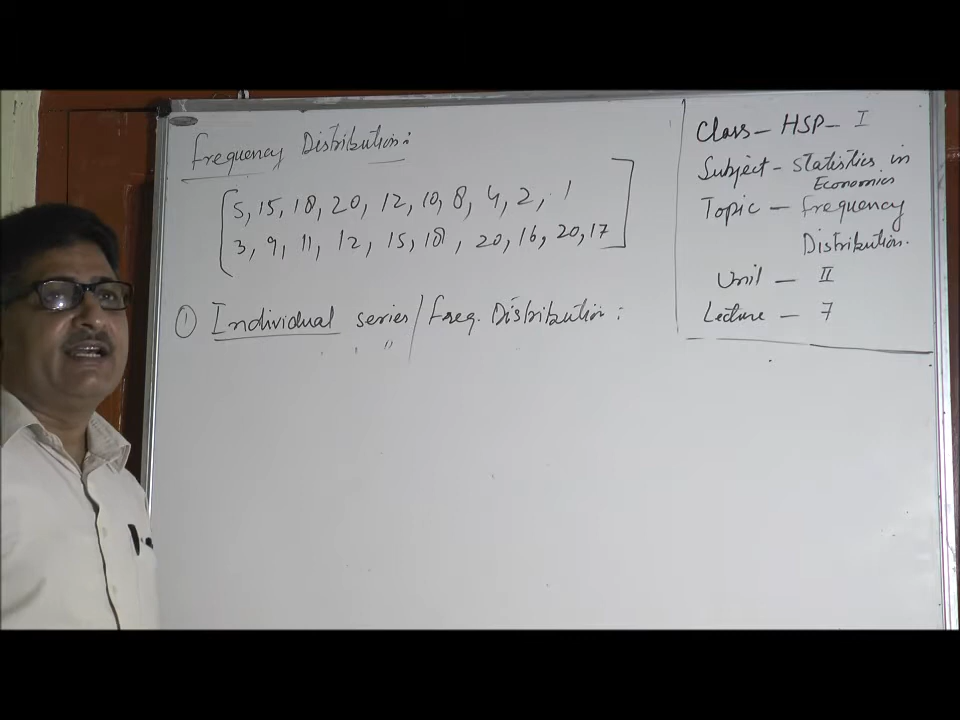 Frequency Distribution:
5, 15, 18, 20, 12, 10, 8, 4, 2, 1
3, 9, 11, 12, 15, 18, 20, 16, 20, 17
① Individual series / Freq. Distribution:
Class - HSP - I
Subject - Statistics in
Economics
Topic - Frequency
Distribution.
Unit - II
Lecture - 7